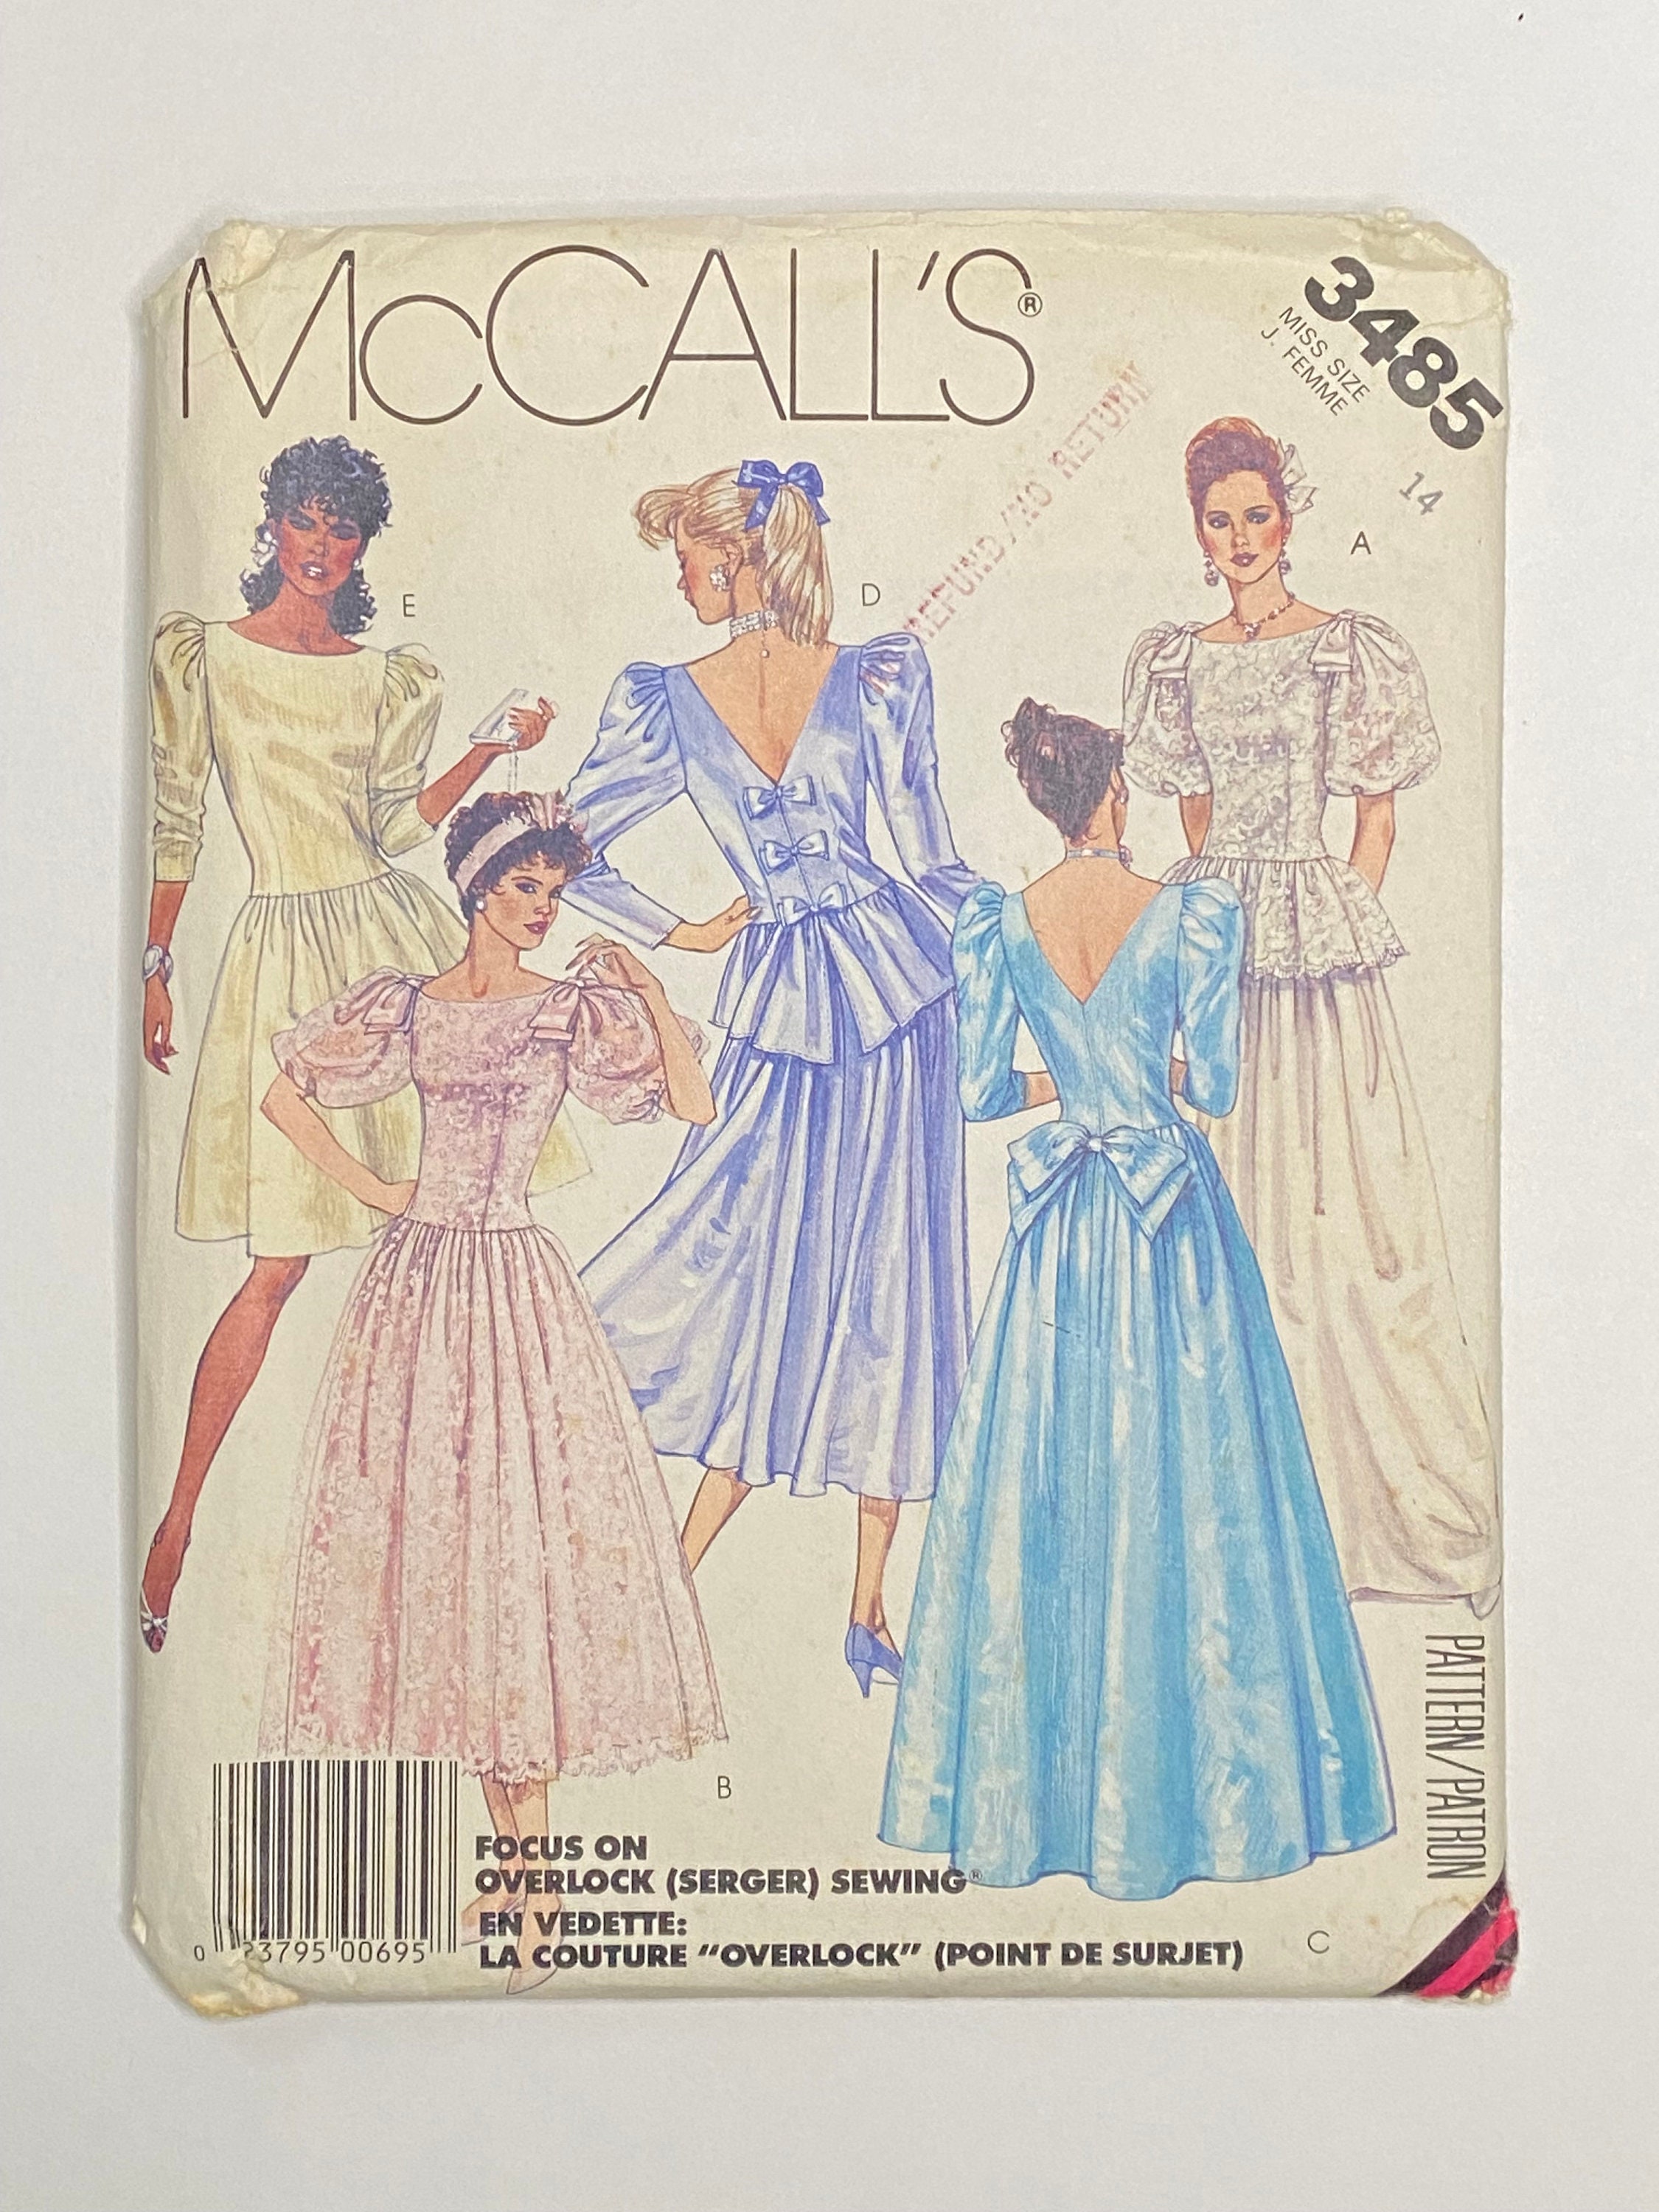 McCALL'S®
3485
MISS SIZE
J. FEMME
14
REFUND/NO RETURN
A
E
D
B
C
PATTERN/PATRON
FOCUS ON
OVERLOCK (SERGER) SEWING®
EN VEDETTE:
LA COUTURE "OVERLOCK" (POINT DE SURJET)
0 23795 00695